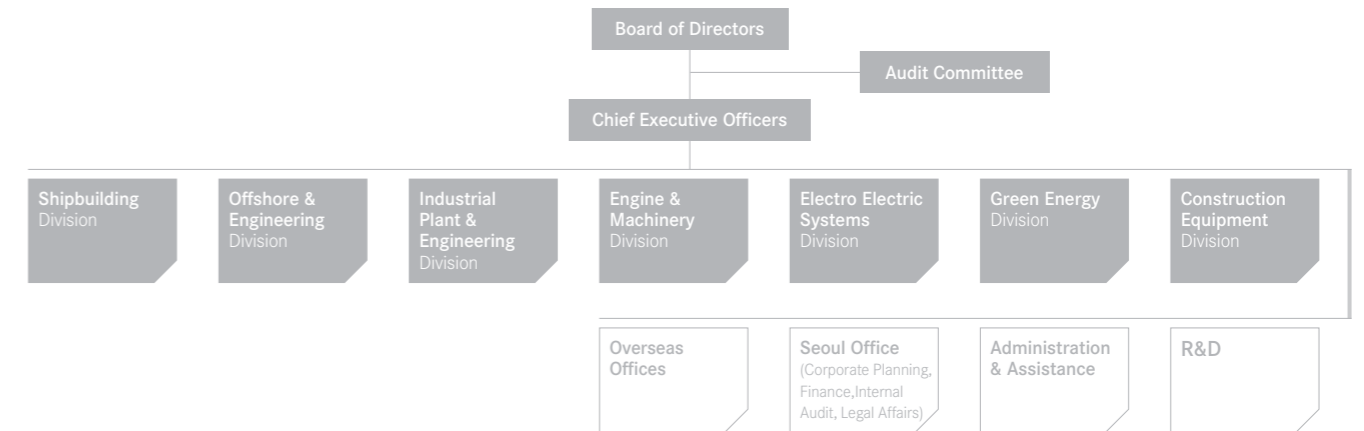 Board of Directors
Audit Committee
Chief Executive Officers
Shipbuilding
Division
Offshore &
Engineering
Division
Industrial
Plant &
Engineering
Division
Engine &
Machinery
Division
Electro Electric
Systems
Division
Green Energy
Division
Construction
Equipment
Division
Overseas
Offices
Seoul Office
(Corporate Planning,
Finance,Internal
Audit, Legal Affairs)
Administration
& Assistance
R&D